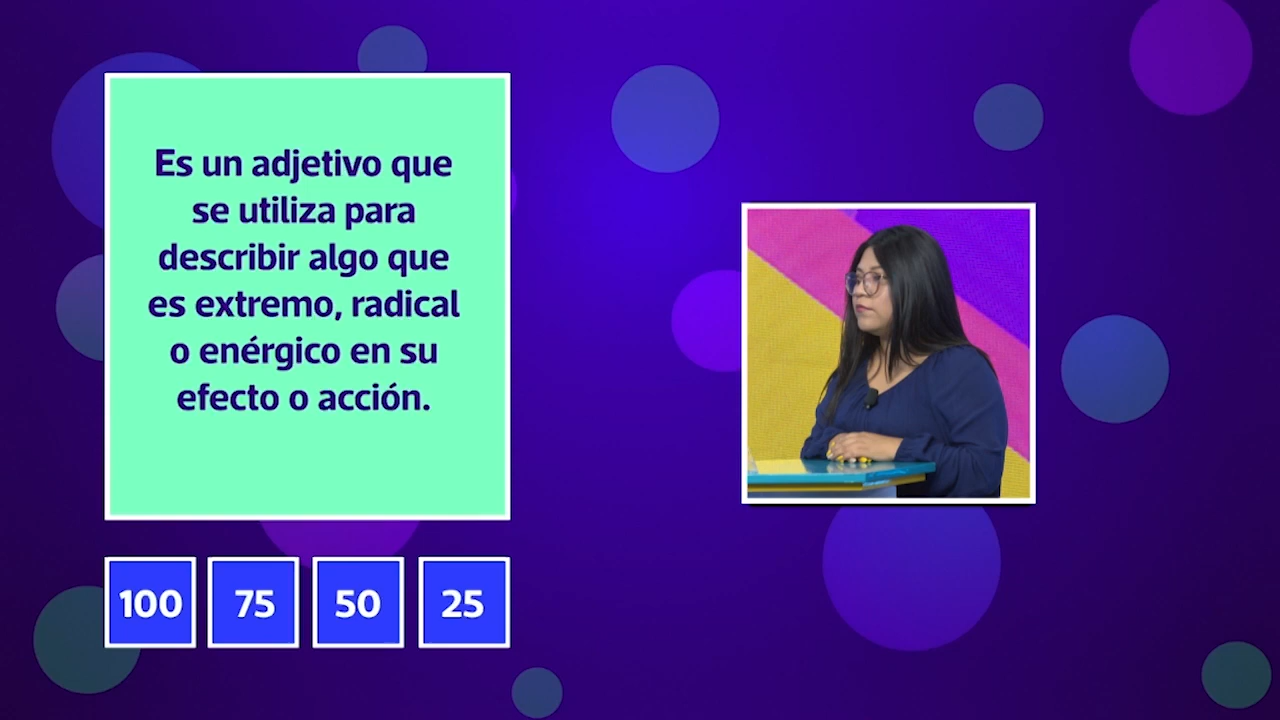 Es un adjetivo que
se utiliza para
describir algo que
es extremo, radical
o enérgico en su
efecto o acción.
100 75 50 25